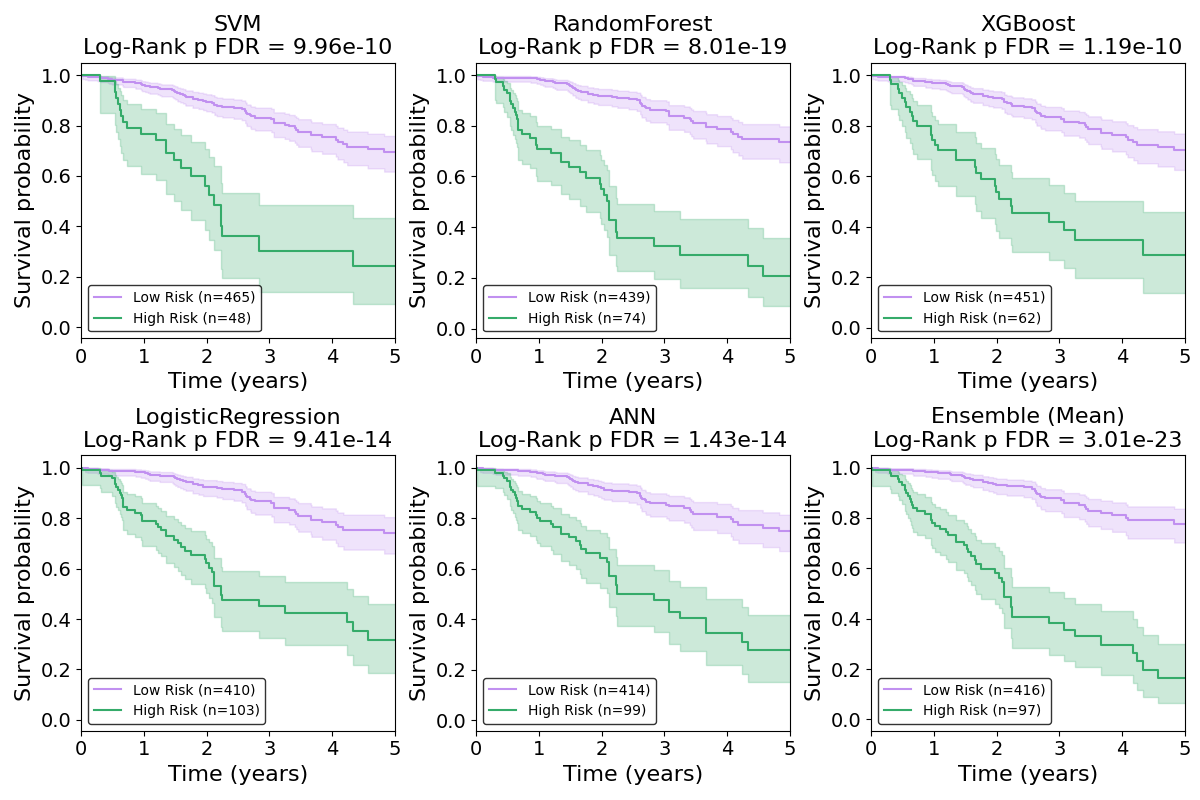 SVM
Log-Rank p FDR = 9.96e-10
Survival probability
1.0
0.8
0.6
0.4
0.2
0.0
Low Risk (n=465)
High Risk (n=48)
0 1 2 3 4 5
Time (years)
RandomForest
Log-Rank p FDR = 8.01e-19
Survival probability
1.0
0.8
0.6
0.4
0.2
0.0
Low Risk (n=439)
High Risk (n=74)
0 1 2 3 4 5
Time (years)
XGBoost
Log-Rank p FDR = 1.19e-10
Survival probability
1.0
0.8
0.6
0.4
0.2
0.0
Low Risk (n=451)
High Risk (n=62)
0 1 2 3 4 5
Time (years)
LogisticRegression
Log-Rank p FDR = 9.41e-14
Survival probability
1.0
0.8
0.6
0.4
0.2
0.0
Low Risk (n=410)
High Risk (n=103)
0 1 2 3 4 5
Time (years)
ANN
Log-Rank p FDR = 1.43e-14
Survival probability
1.0
0.8
0.6
0.4
0.2
0.0
Low Risk (n=414)
High Risk (n=99)
0 1 2 3 4 5
Time (years)
Ensemble (Mean)
Log-Rank p FDR = 3.01e-23
Survival probability
1.0
0.8
0.6
0.4
0.2
0.0
Low Risk (n=416)
High Risk (n=97)
0 1 2 3 4 5
Time (years)